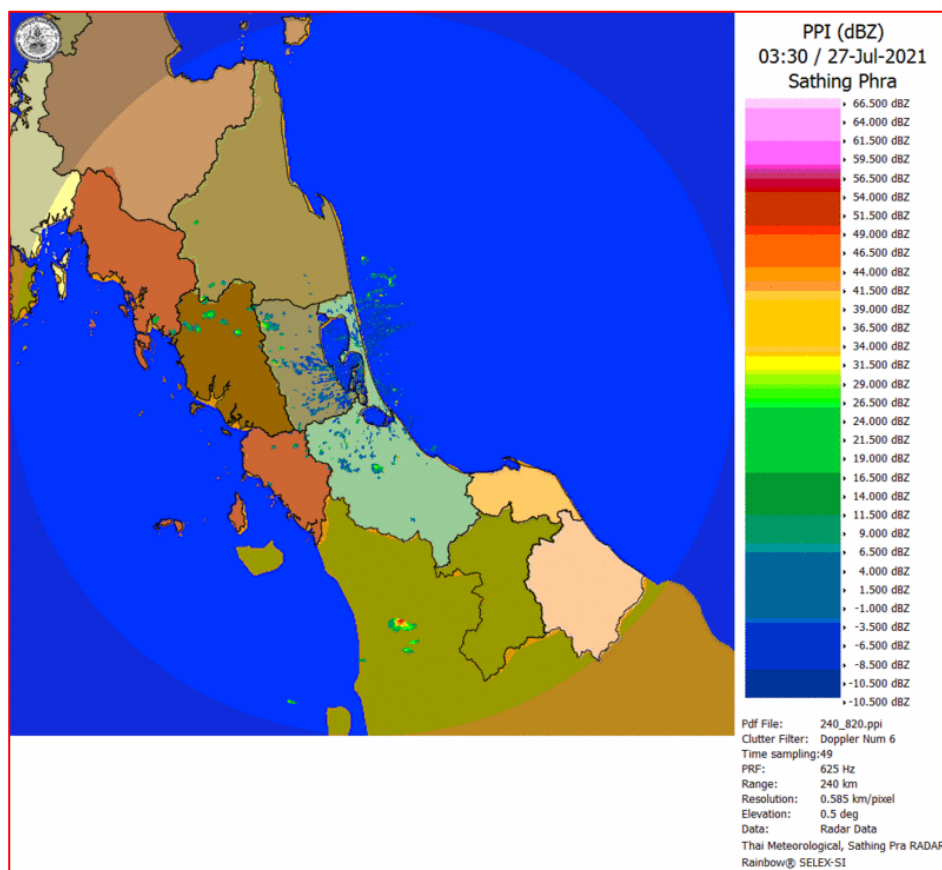 PPI (dBZ)
03:30 / 27-Jul-2021
Sathing Phra
66.500 dBZ
64.000 dBZ
61.500 dBZ
59.500 dBZ
56.500 dBZ
54.000 dBZ
51.500 dBZ
49.000 dBZ
46.500 dBZ
44.000 dBZ
41.500 dBZ
39.000 dBZ
36.500 dBZ
34.000 dBZ
31.500 dBZ
29.000 dBZ
26.500 dBZ
24.000 dBZ
21.500 dBZ
19.000 dBZ
16.500 dBZ
14.000 dBZ
11.500 dBZ
9.000 dBZ
6.500 dBZ
4.000 dBZ
1.500 dBZ
-1.000 dBZ
-3.500 dBZ
-6.500 dBZ
-8.500 dBZ
-10.500 dBZ
-10.500 dBZ
Pdf File: 240_820.ppi
Clutter Filter: Doppler Num 6
Time sampling:49
PRF: 625 Hz
Range: 240 km
Resolution: 0.585 km/pixel
Elevation: 0.5 deg
Data: Radar Data
Thai Meteorological, Sathing Pra RADAR
Rainbow® SELEX-SI